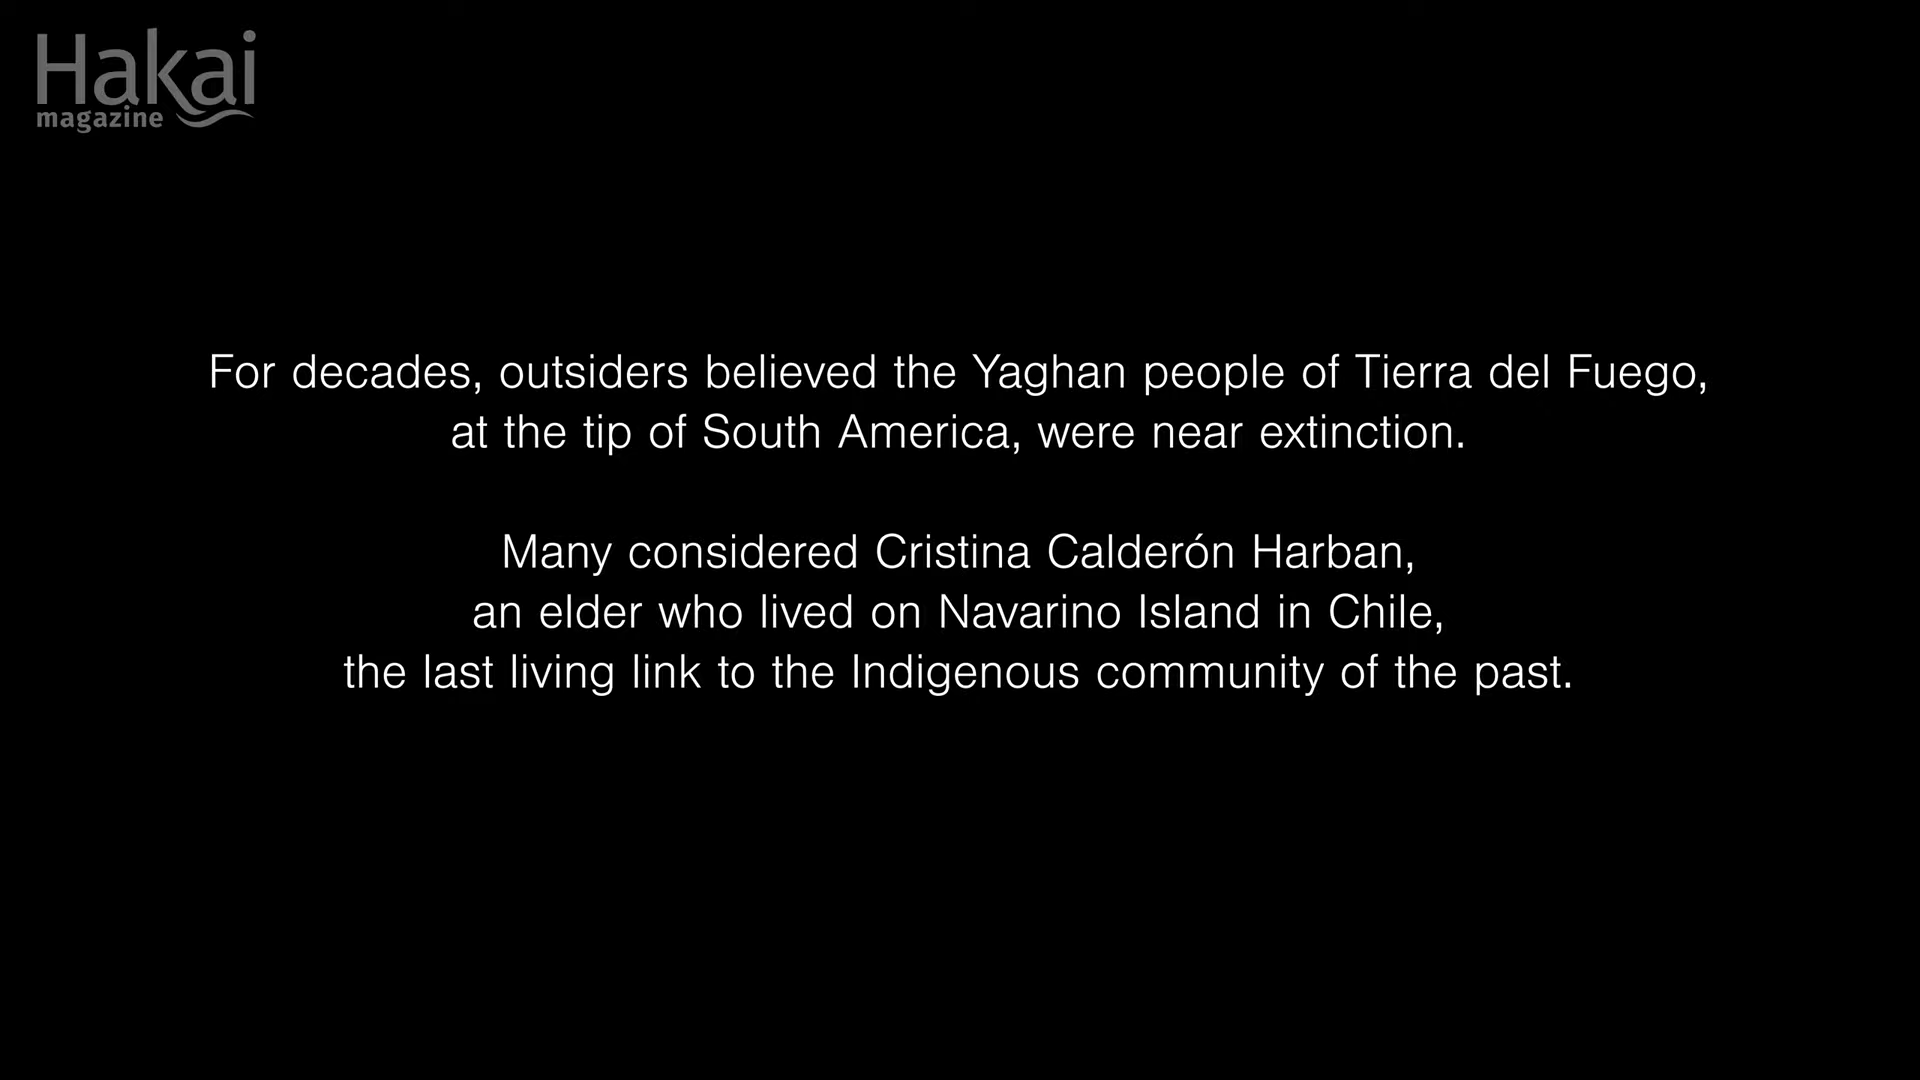 Hakai
magazine
For decades, outsiders believed the Yaghan people of Tierra del Fuego,
at the tip of South America, were near extinction.
Many considered Cristina Calderón Harban,
an elder who lived on Navarino Island in Chile,
the last living link to the Indigenous community of the past.